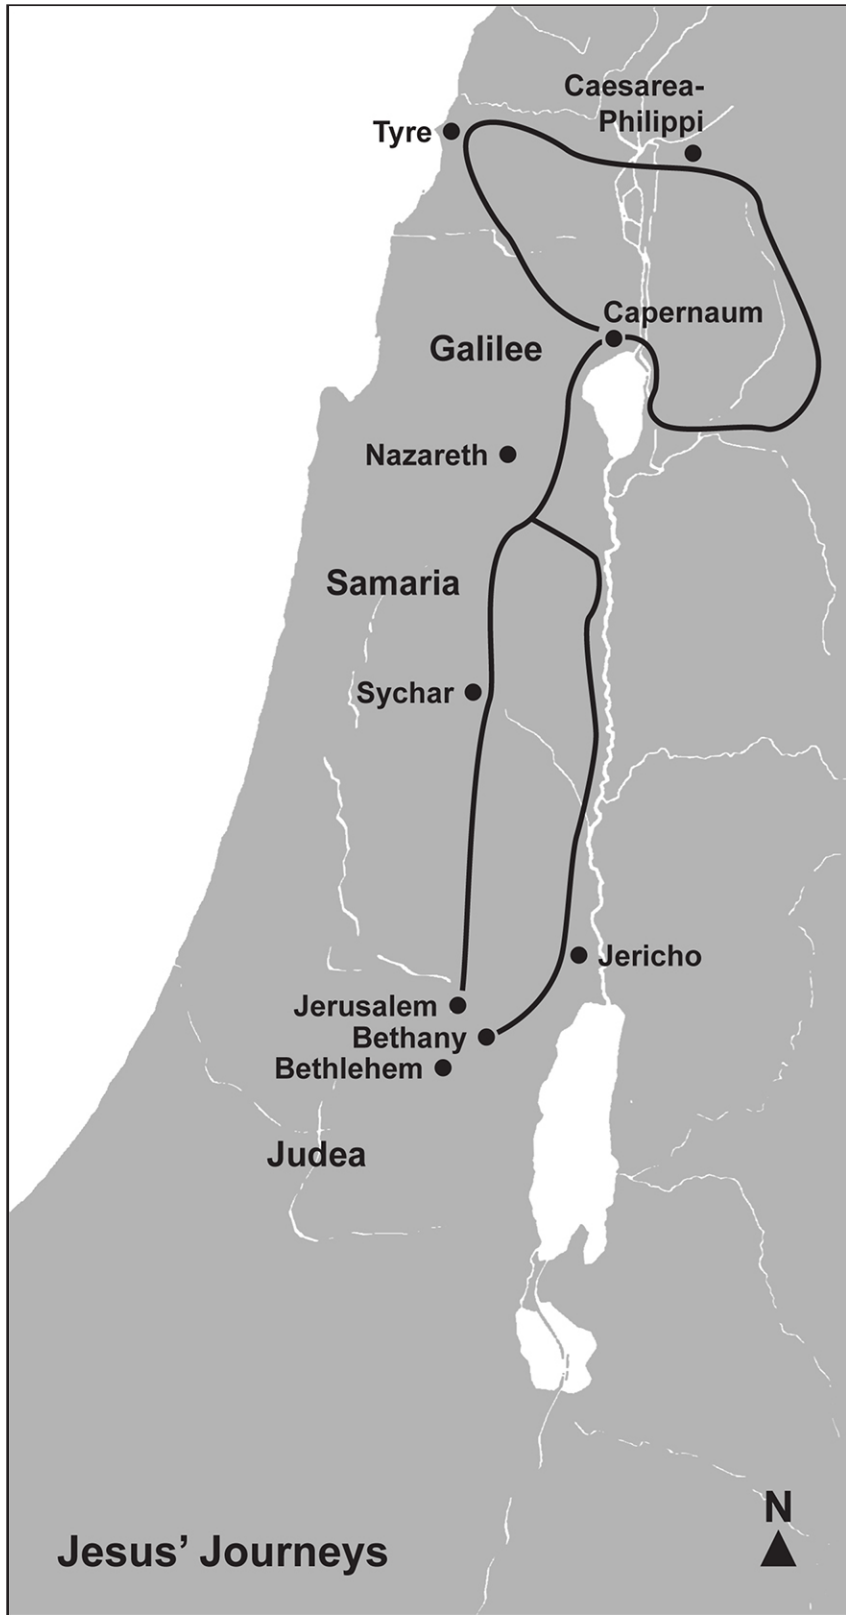 Caesarea-
Philippi
Tyre
Capernaum
Galilee
Nazareth
Samaria
Sychar
Jericho
Jerusalem
Bethany
Bethlehem
Judea
N
Jesus’ Journeys